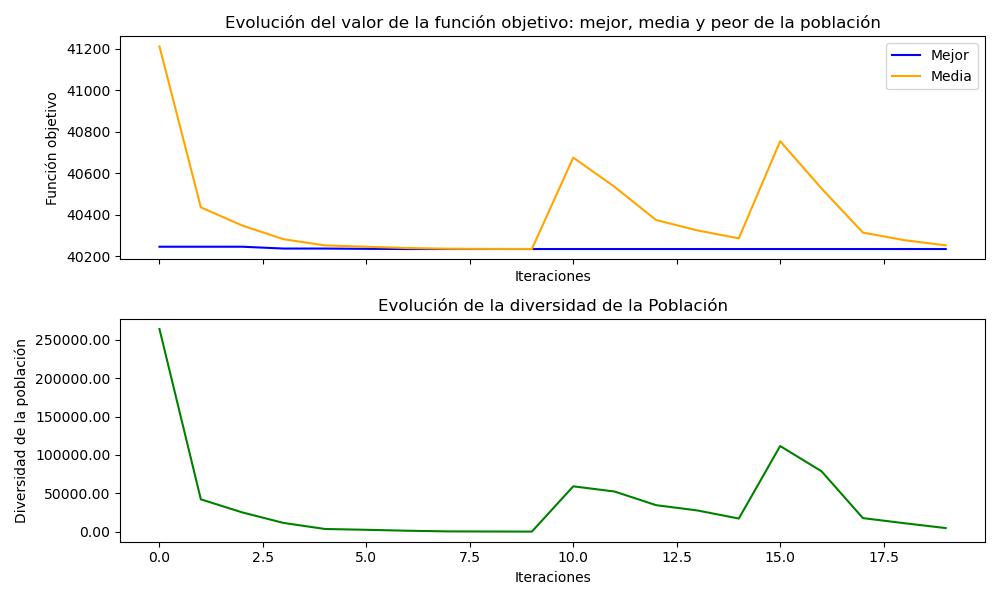 Evolución del valor de la función objetivo: mejor, media y peor de la población
Función objetivo
41200
41000
40800
40600
40400
40200
Mejor
Media
Iteraciones
Evolución de la diversidad de la Población
Diversidad de la población
250000.00
200000.00
150000.00
100000.00
50000.00
0.00
0.0 2.5 5.0 7.5 10.0 12.5 15.0 17.5
Iteraciones